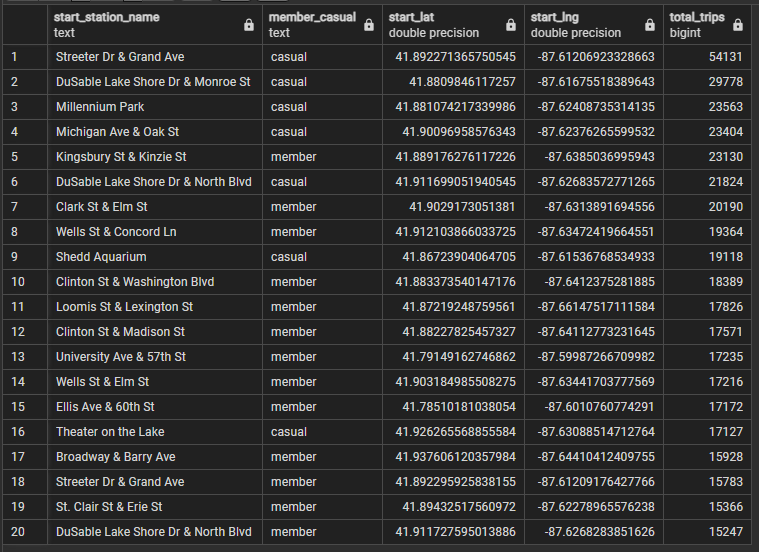 start_station_name member_casual start_lat start_lng total_trips
text text double precision double precision bigint
1 Streeter Dr & Grand Ave casual 41.892271365750545 -87.61206923328663 54131
2 DuSable Lake Shore Dr & Monroe St casual 41.8809846117257 -87.61675518389643 29778
3 Millennium Park casual 41.881074217339986 -87.62408735314135 23563
4 Michigan Ave & Oak St casual 41.90096958576343 -87.62376265599532 23404
5 Kingsbury St & Kinzie St member 41.889176276117226 -87.6385036995943 23130
6 DuSable Lake Shore Dr & North Blvd casual 41.911699051940545 -87.62683572771265 21824
7 Clark St & Elm St member 41.9029173051381 -87.6313891694556 20190
8 Wells St & Concord Ln member 41.912103866033725 -87.63472419664551 19364
9 Shedd Aquarium casual 41.86723904064705 -87.61536768534933 19118
10 Clinton St & Washington Blvd member 41.883373540147176 -87.6412375281885 18389
11 Loomis St & Lexington St member 41.87219248759561 -87.66147517111584 17826
12 Clinton St & Madison St member 41.88227825457327 -87.64112773231645 17571
13 University Ave & 57th St member 41.79149162746862 -87.59987266709982 17235
14 Wells St & Elm St member 41.903184985508275 -87.63441703777569 17216
15 Ellis Ave & 60th St member 41.78510181038054 -87.6010760774291 17172
16 Theater on the Lake casual 41.926265568855584 -87.63088514712764 17127
17 Broadway & Barry Ave member 41.937606120357984 -87.64410412409755 15928
18 Streeter Dr & Grand Ave member 41.892295925838155 -87.61209176427766 15783
19 St. Clair St & Erie St member 41.89432517560972 -87.62278965576238 15366
20 DuSable Lake Shore Dr & North Blvd member 41.911727595013886 -87.6268283851626 15247